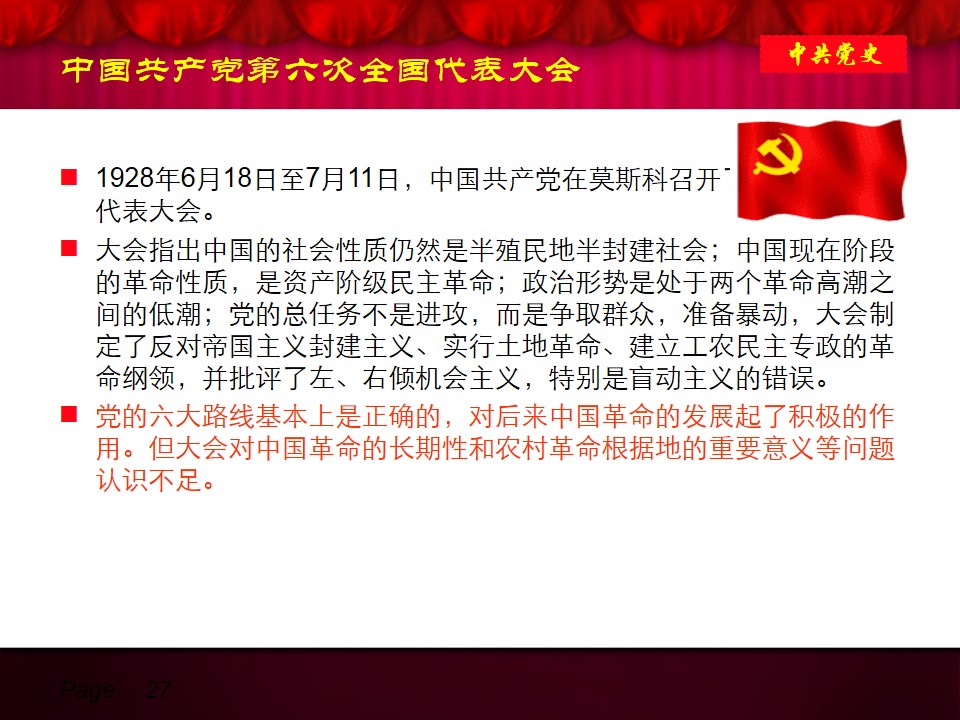 中国共产党第六次全国代表大会
中共党史
1928年6月18日至7月11日，中国共产党在莫斯科召开
代表大会。
大会指出中国的社会性质仍然是半殖民地半封建社会；中国现在阶段
的革命性质，是资产阶级民主革命；政治形势是处于两个革命高潮之
间的低潮；党的总任务不是进攻，而是争取群众，准备暴动，大会制
定了反对帝国主义封建主义、实行土地革命、建立工农民主专政的革
命纲领，并批评了左、右倾机会主义，特别是盲动主义的错误。
党的六大路线基本上是正确的，对后来中国革命的发展起了积极的作
用。但大会对中国革命的长期性和农村革命根据地的重要意义等问题
认识不足。
Page 27